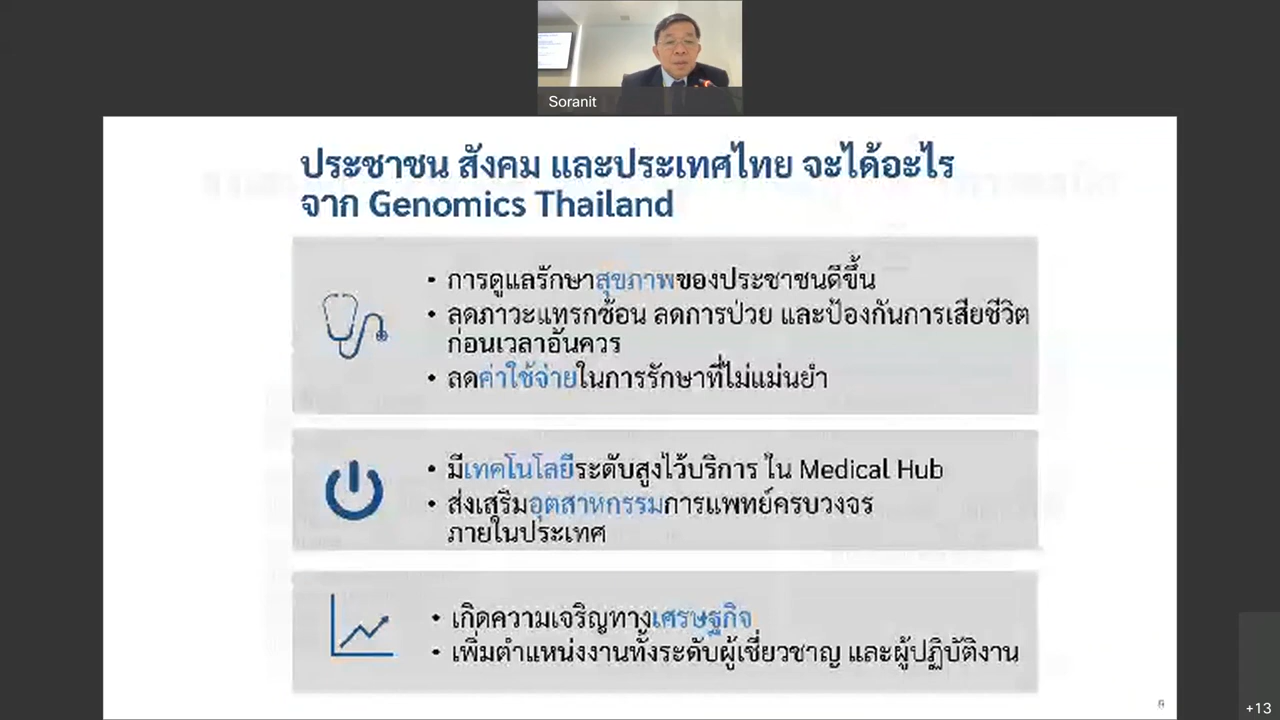 Soranit
ประชาชน สังคม และประเทศไทย จะได้อะไร
จาก Genomics Thailand
• การดูแลรักษาสุขภาพของประชาชนดีขึ้น
• ลดภาวะแทรกซ้อน ลดการป่วย และป้องกันการเสียชีวิต
ก่อนเวลาอันควร
• ลดค่าใช้จ่ายในการรักษาที่ไม่แม่นยำ
• มีเทคโนโลยีระดับสูงไว้บริการ ใน Medical Hub
• ส่งเสริมอุตสาหกรรมการแพทย์ครบวงจร
ภายในประเทศ
• เกิดความเจริญทางเศรษฐกิจ
• เพิ่มตำแหน่งงานทั้งระดับผู้เชี่ยวชาญ และผู้ปฏิบัติงาน
+13